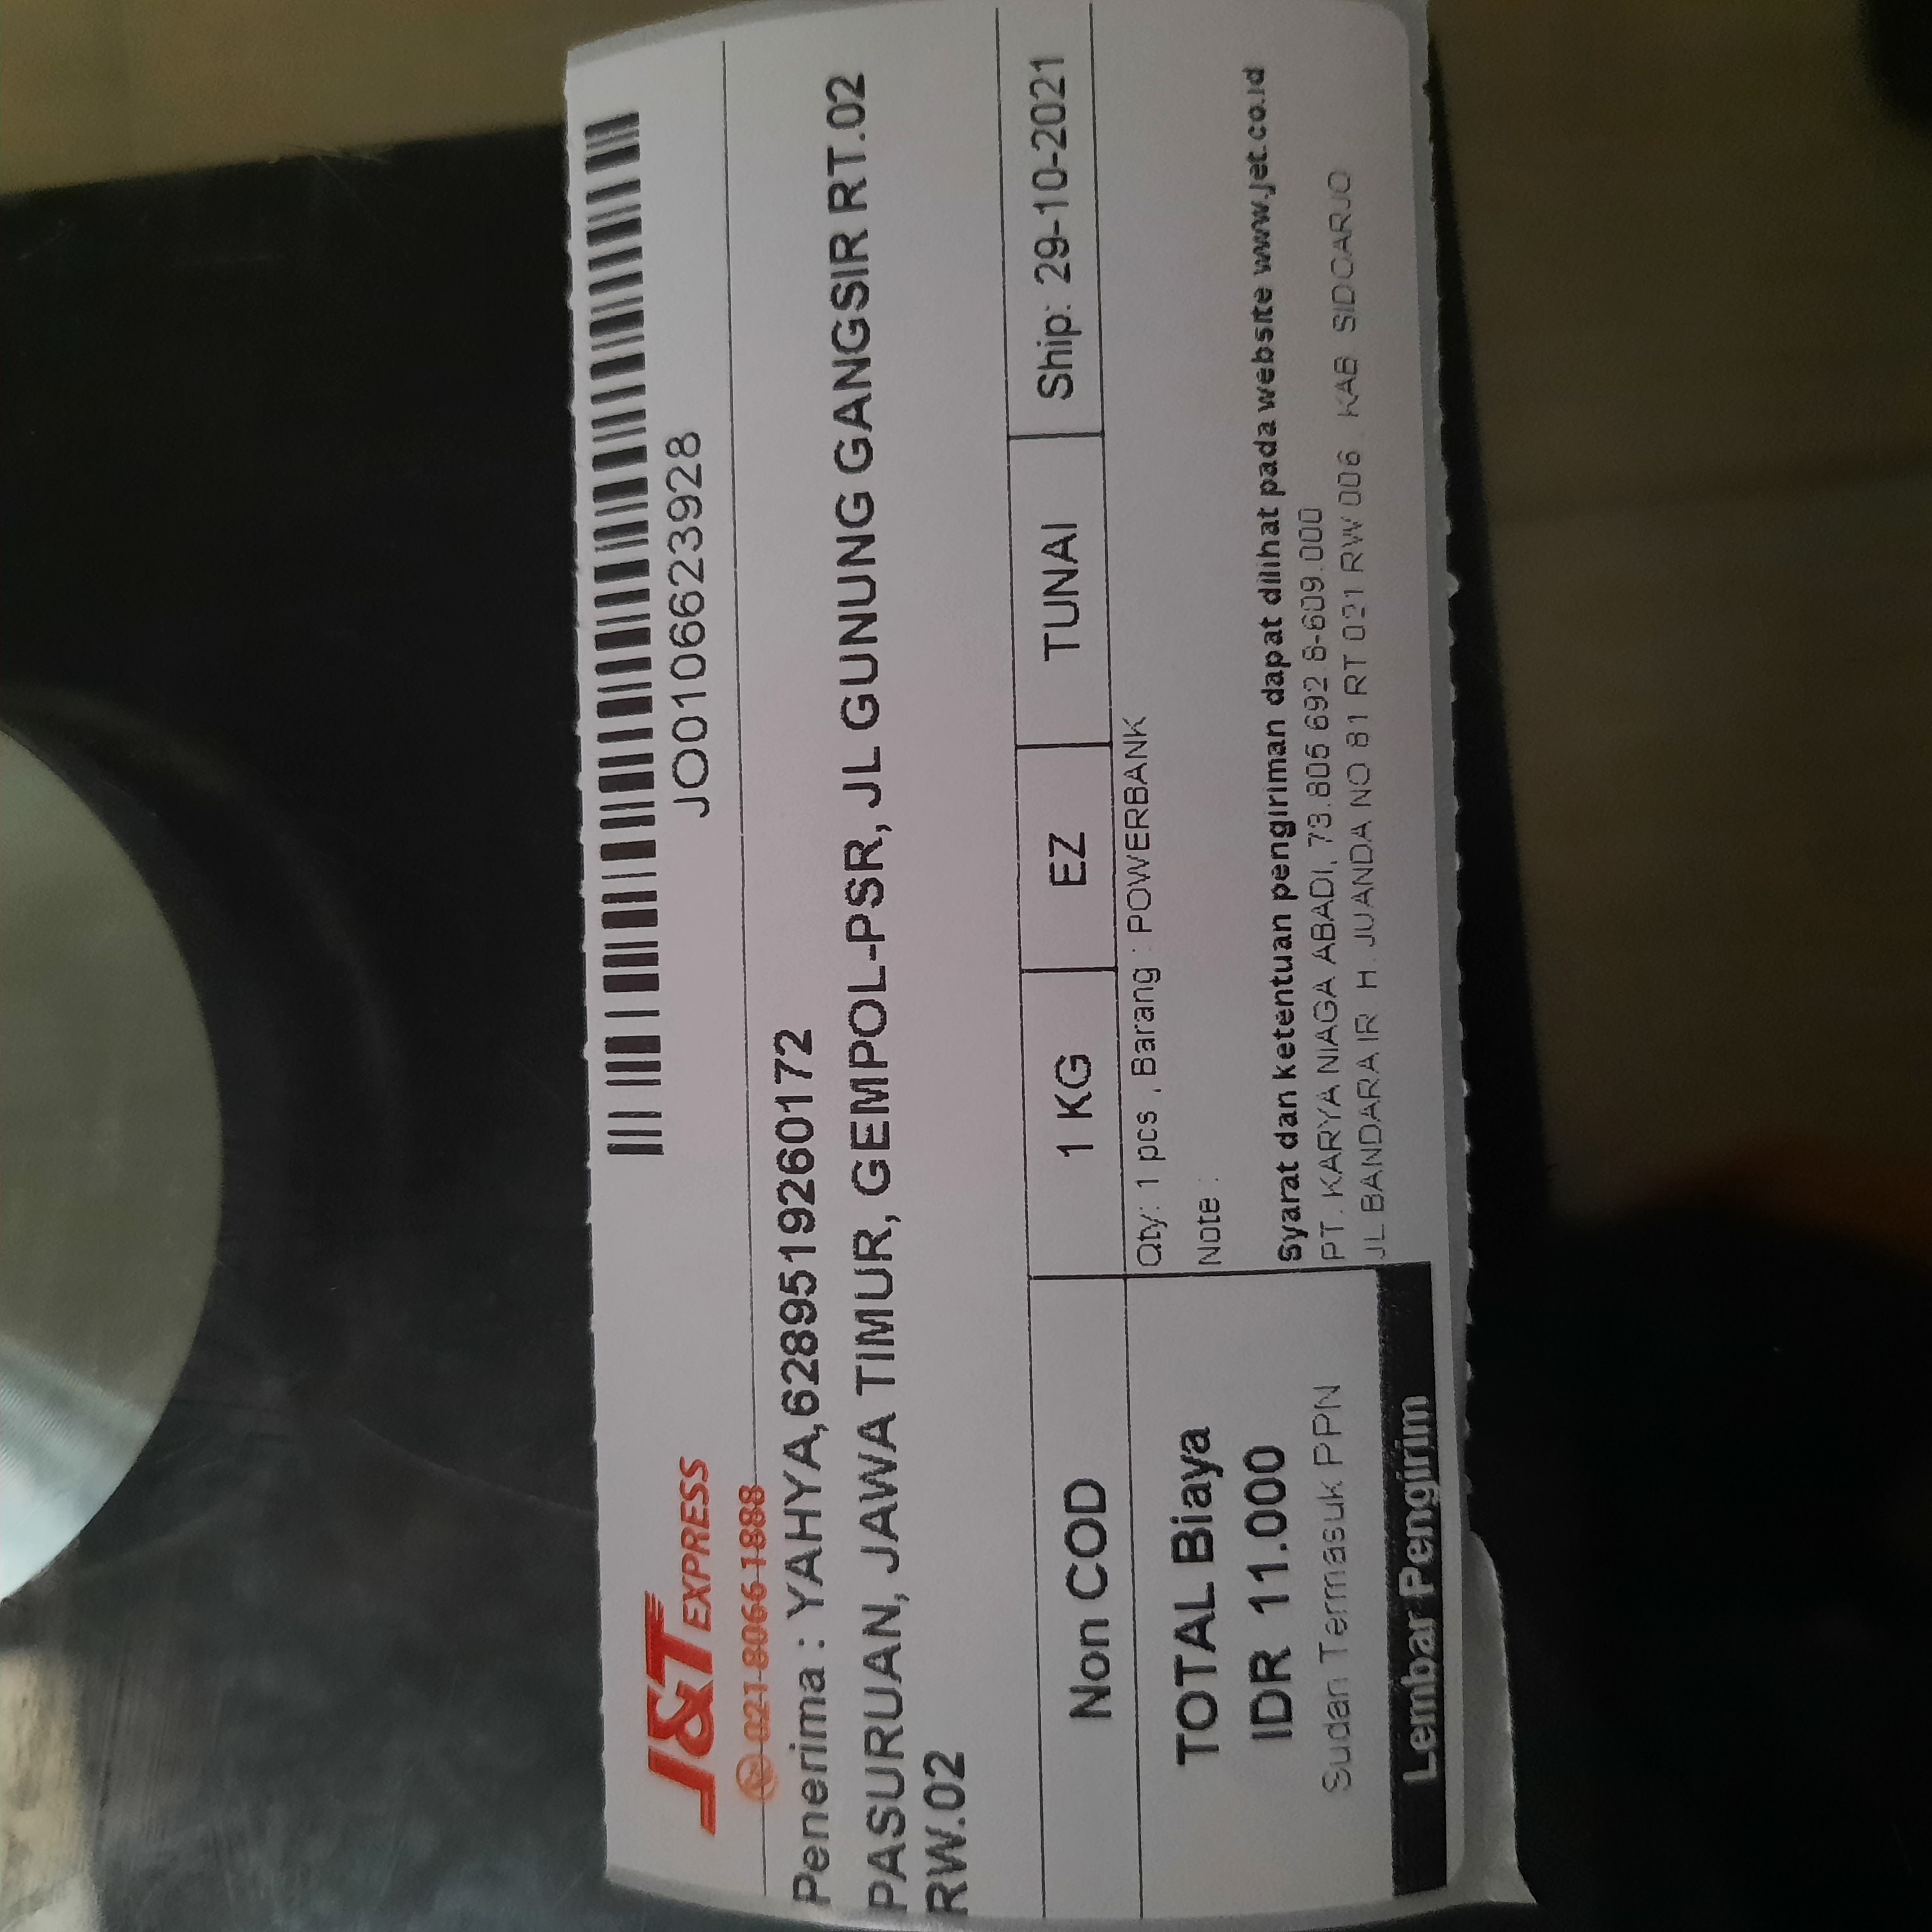 J&T EXPRESS
JO0106623928
021 8066 1888
Penerima : YAHYA,6289519260172
PASURUAN, JAWA TIMUR, GEMPOL-PSR, JL GUNUNG GANGSIR RT.02
RW.02
Non COD 1 KG EZ TUNAI Ship: 29-10-2021
Qty: 1 pcs , Barang : POWERBANK
TOTAL Biaya
Note :
IDR 11.000
Syarat dan ketentuan pengiriman dapat dilihat pada website www.jet.co.id
Sudah Termasuk PPN
PT. KARYA NIAGA ABADI, 73.805 692 8-609.000
JL BANDARA IR H. JUANDA NO 81 RT 021 RW 006 KAB SIDOARJO
Lembar Pengirim